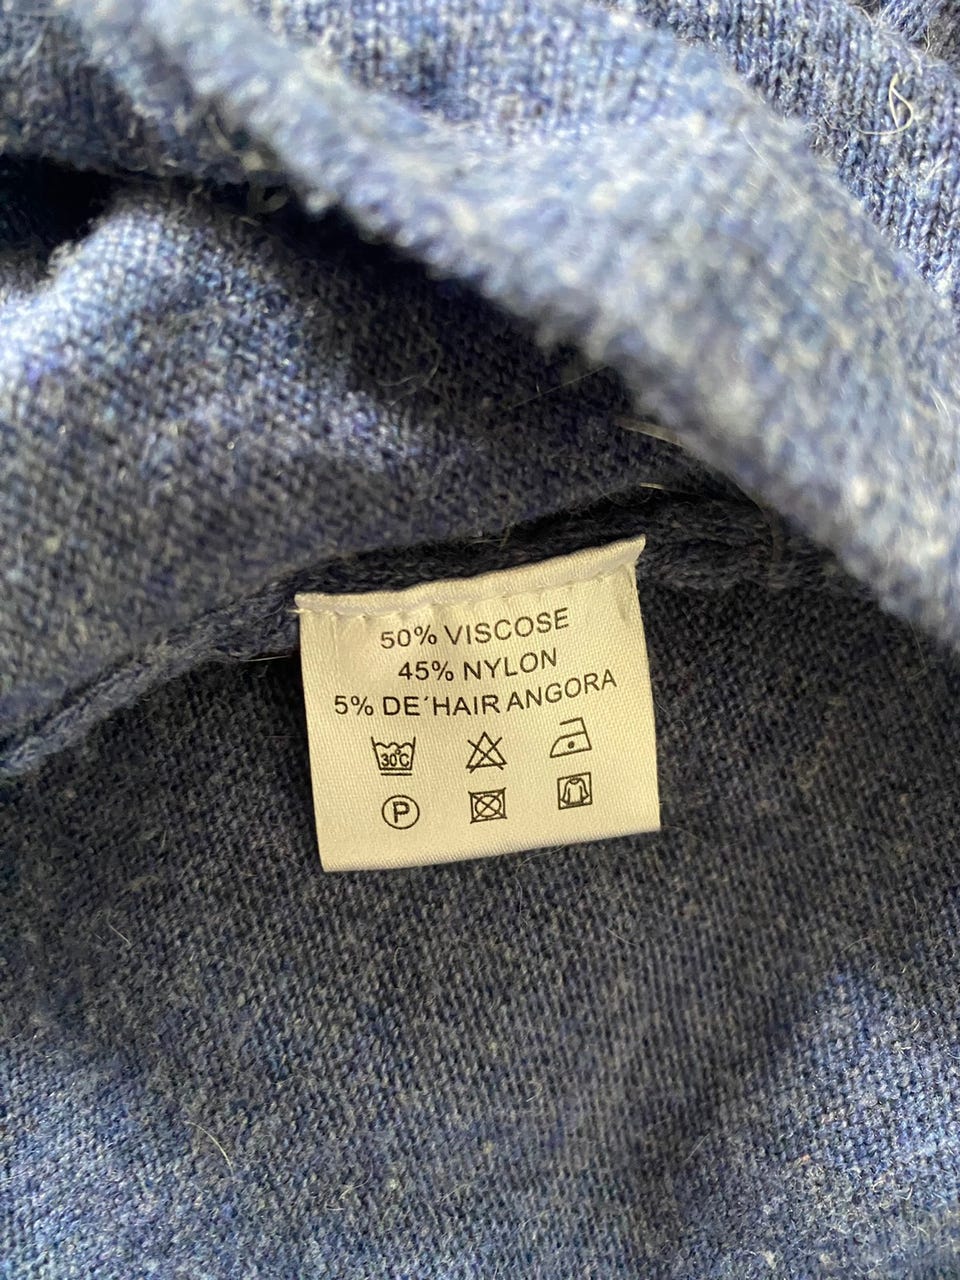 50% VISCOSE
45% NYLON
5% DE´HAIR ANGORA
30°C
P